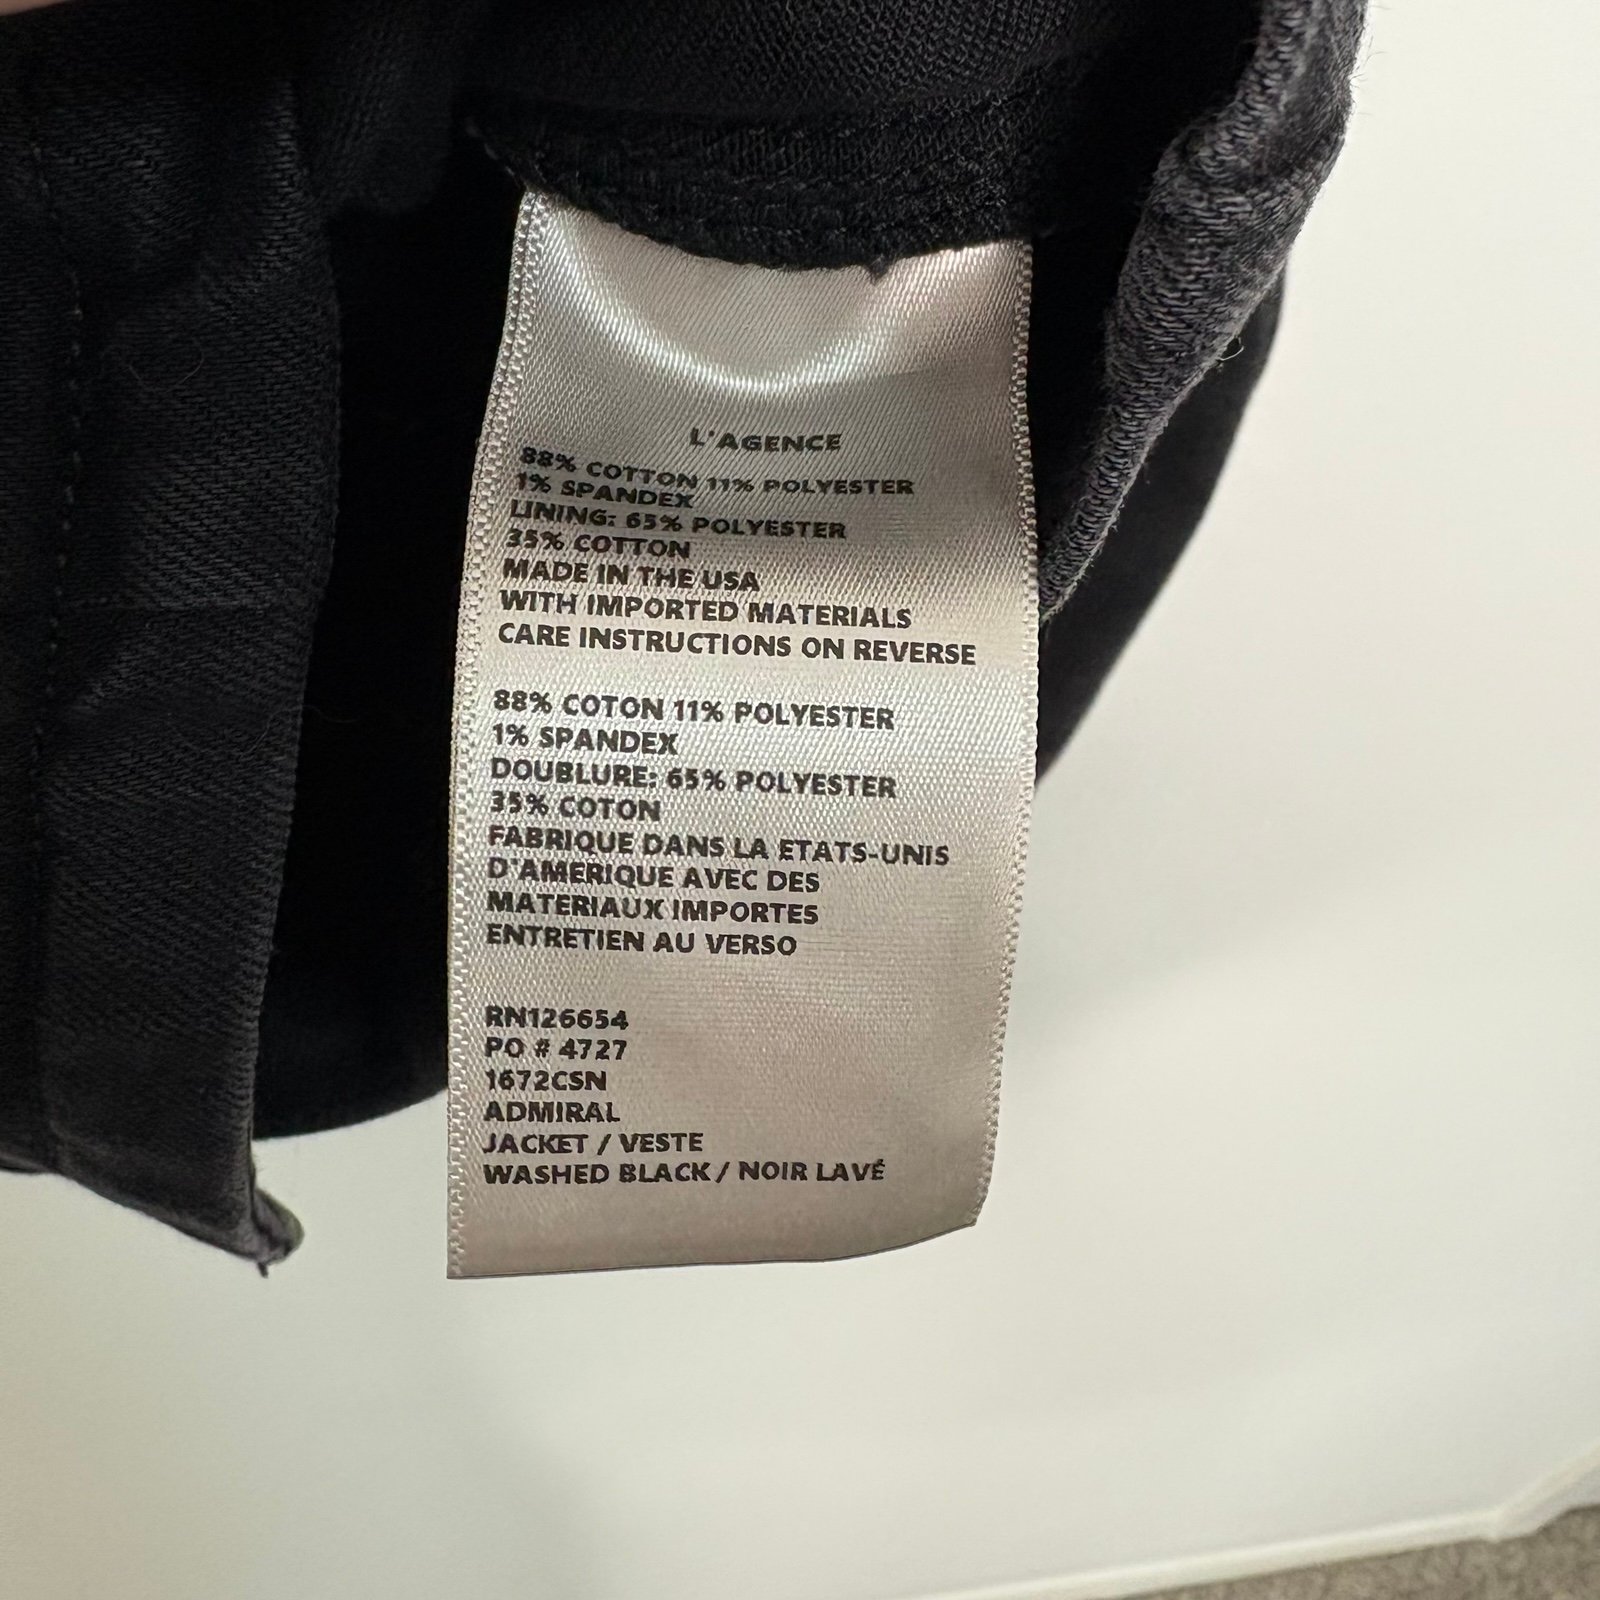 L'AGENCE
88% COTTON 11% POLYESTER
1% SPANDEX
LINING: 65% POLYESTER
35% COTTON
MADE IN THE USA
WITH IMPORTED MATERIALS
CARE INSTRUCTIONS ON REVERSE
88% COTON 11% POLYESTER
1% SPANDEX
DOUBLURE: 65% POLYESTER
35% COTON
FABRIQUE DANS LA ETATS-UNIS
D'AMERIQUE AVEC DES
MATERIAUX IMPORTES
ENTRETIEN AU VERSO
RN126654
PO # 4727
1672CSN
ADMIRAL
JACKET / VESTE
WASHED BLACK / NOIR LAVÉ